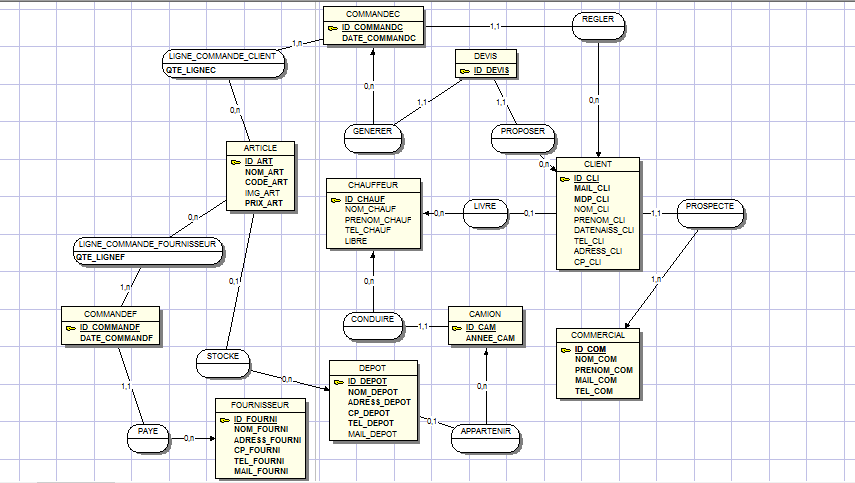 COMMANDEC
ID_COMMANDC
DATE_COMMANDC
1,1
REGLER
1,n
LIGNE_COMMANDE_CLIENT
QTE_LIGNEC
DEVIS
ID_DEVIS
0,n
1,1
1,1
0,n
0,n
GENERER
PROPOSER
0,n
ARTICLE
ID_ART
NOM_ART
CODE_ART
IMG_ART
PRIX_ART
CLIENT
ID_CLI
MAIL_CLI
MDP_CLI
NOM_CLI
PRENOM_CLI
DATENAISS_CLI
TEL_CLI
ADRESS_CLI
CP_CLI
CHAUFFEUR
ID_CHAUF
NOM_CHAUF
PRENOM_CHAUF
TEL_CHAUF
LIBRE
0,n
LIVRE
0,1
1,1
PROSPECTE
0,n
LIGNE_COMMANDE_FOURNISSEUR
QTE_LIGNEF
1,n
0,1
0,n
1,n
COMMANDEF
ID_COMMANDF
DATE_COMMANDF
CONDUIRE
1,1
CAMION
ID_CAM
ANNEE_CAM
COMMERCIAL
ID_COM
NOM_COM
PRENOM_COM
MAIL_COM
TEL_COM
STOCKE
0,n
DEPOT
ID_DEPOT
NOM_DEPOT
ADRESS_DEPOT
CP_DEPOT
TEL_DEPOT
MAIL_DEPOT
1,1
0,n
0,1
APPARTENIR
FOURNISSEUR
ID_FOURNI
NOM_FOURNI
ADRESS_FOURNI
CP_FOURNI
TEL_FOURNI
MAIL_FOURNI
PAYE
0,n